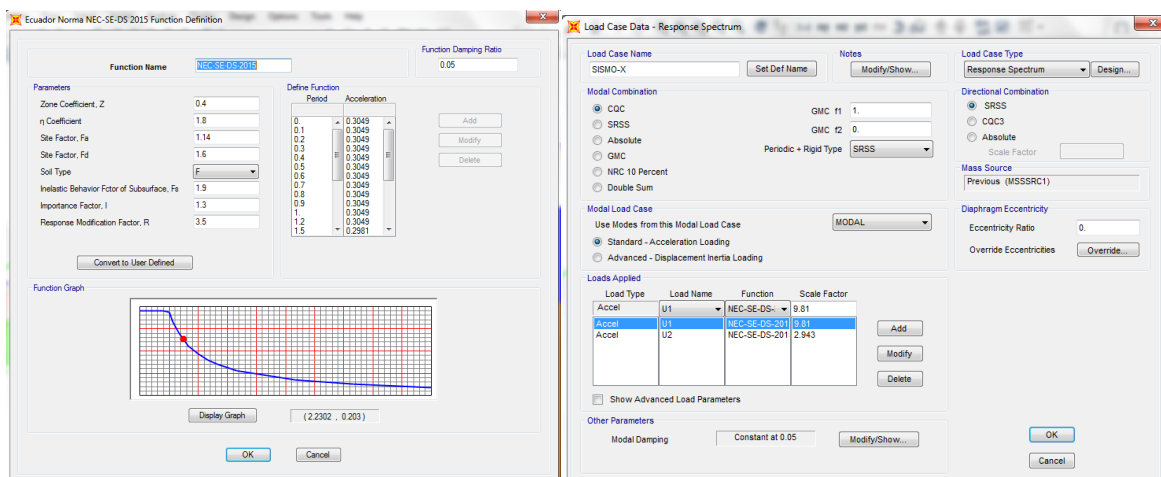 Ecuador Norma NEC-SE-DS 2015 Function Definition
Function Name
NEC-SE-DS-2015
Function Damping Ratio
0.05
Parameters
Zone Coefficient, Z
0.4
η Coefficient
1.8
Site Factor, Fa
1.14
Site Factor, Fd
1.6
Soil Type
F
Inelastic Behavior Fctor of Subsurface, Fs
1.9
Importance Factor, I
1.3
Response Modification Factor, R
3.5
Convert to User Defined
Define Function
Period Acceleration
0. 0.3049
0.1 0.3049
0.2 0.3049
0.3 0.3049
0.4 0.3049
0.5 0.3049
0.6 0.3049
0.7 0.3049
0.8 0.3049
0.9 0.3049
1. 0.3049
1.2 0.3049
1.5 0.2981
Add
Modify
Delete
Function Graph
Display Graph
(2.2302 , 0.203 )
OK
Cancel
Load Case Data - Response Spectrum
Load Case Name
SISMO-X
Set Def Name
Notes
Modify/Show...
Load Case Type
Response Spectrum
Design...
Modal Combination
CQC
SRSS
Absolute
GMC
NRC 10 Percent
Double Sum
GMC f1
1.
GMC f2
0.
Periodic + Rigid Type
SRSS
Directional Combination
SRSS
CQC3
Absolute
Scale Factor
Mass Source
Previous (MSSSRC1)
Modal Load Case
Use Modes from this Modal Load Case
MODAL
Standard - Acceleration Loading
Advanced - Displacement Inertia Loading
Diaphragm Eccentricity
Eccentricity Ratio
0.
Override Eccentricities
Override...
Loads Applied
Load Type Load Name Function Scale Factor
Accel U1 NEC-SE-DS- 9.81
Accel U1 NEC-SE-DS-201 9.81
Accel U2 NEC-SE-DS-201 2.943
Add
Modify
Delete
Show Advanced Load Parameters
Other Parameters
Modal Damping
Constant at 0.05
Modify/Show...
OK
Cancel